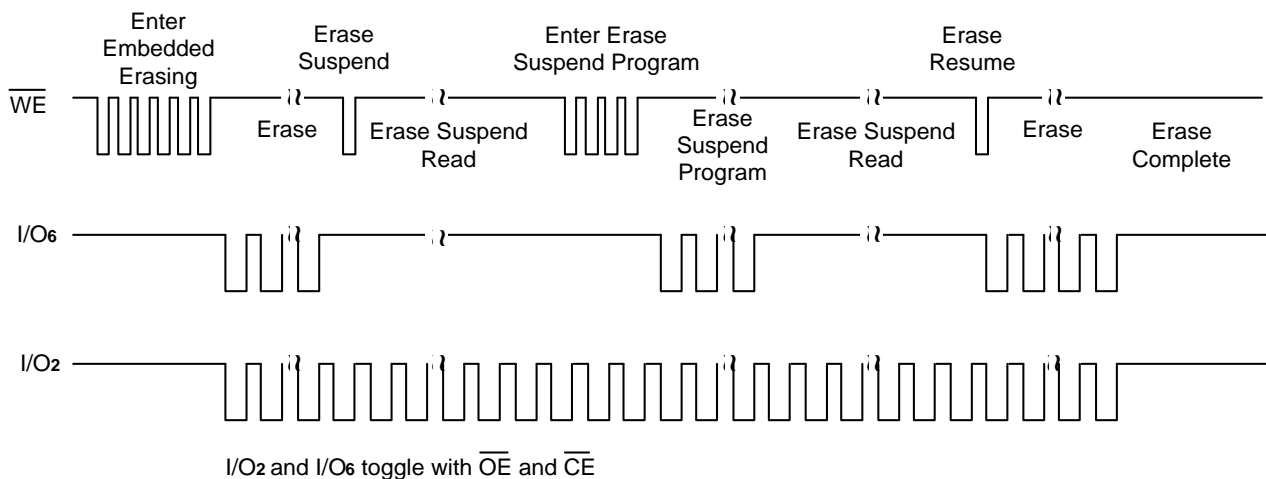 Enter
Embedded
Erasing
Erase
Suspend
Enter Erase
Suspend Program
Erase
Resume
WE
Erase
Erase Suspend
Read
Erase
Suspend
Program
Erase Suspend
Read
Erase
Erase
Complete
I/O6
I/O2
I/O2 and I/O6 toggle with OE and CE